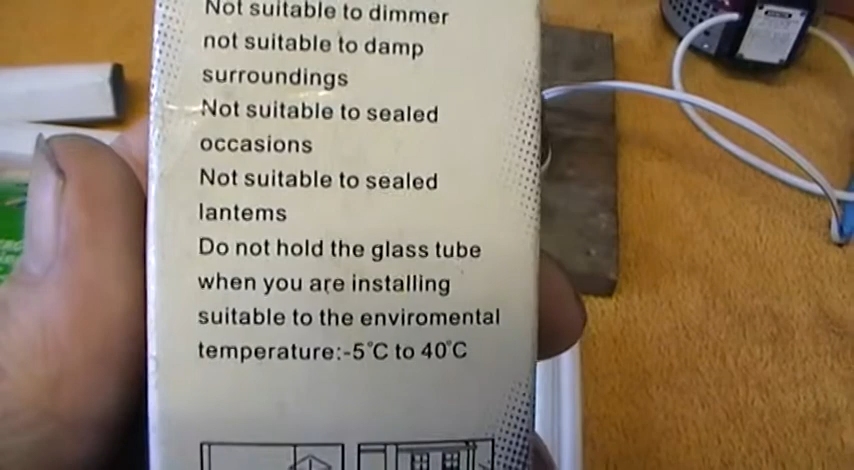 Not suitable to dimmer
not suitable to damp
surroundings
Not suitable to sealed
occasions
Not suitable to sealed
lantems
Do not hold the glass tube
when you are installing
suitable to the enviromental
temperature:-5°C to 40°C